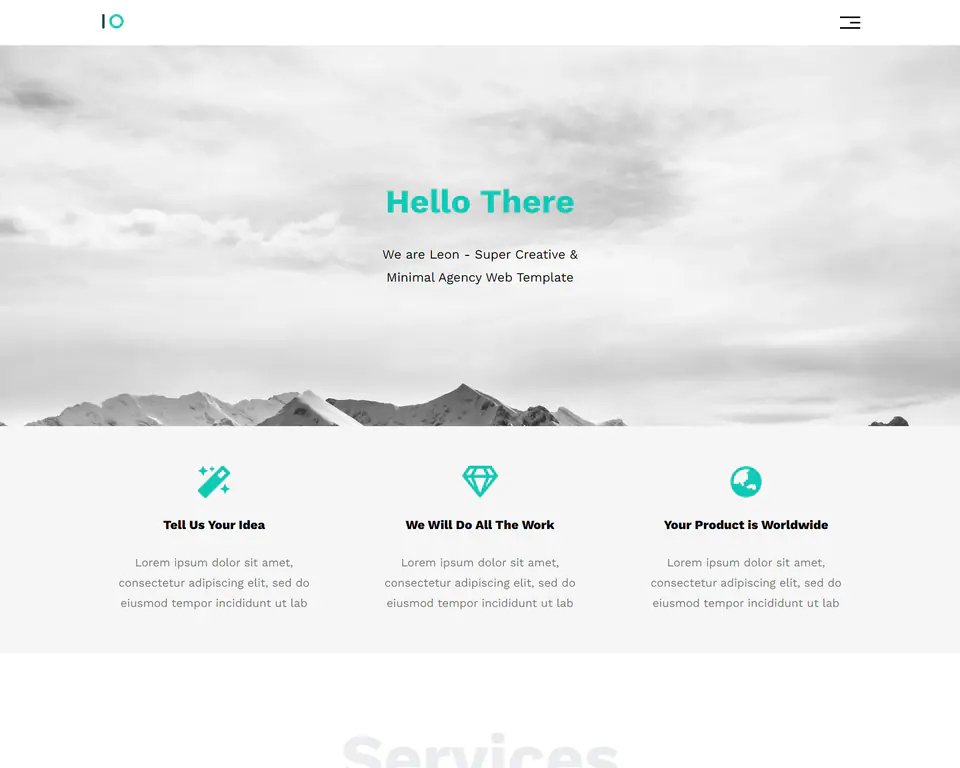 IO
Hello There
We are Leon - Super Creative &
Minimal Agency Web Template
Tell Us Your Idea
Lorem ipsum dolor sit amet,
consectetur adipiscing elit, sed do
eiusmod tempor incididunt ut lab
We Will Do All The Work
Lorem ipsum dolor sit amet,
consectetur adipiscing elit, sed do
eiusmod tempor incididunt ut lab
Your Product is Worldwide
Lorem ipsum dolor sit amet,
consectetur adipiscing elit, sed do
eiusmod tempor incididunt ut lab
Services